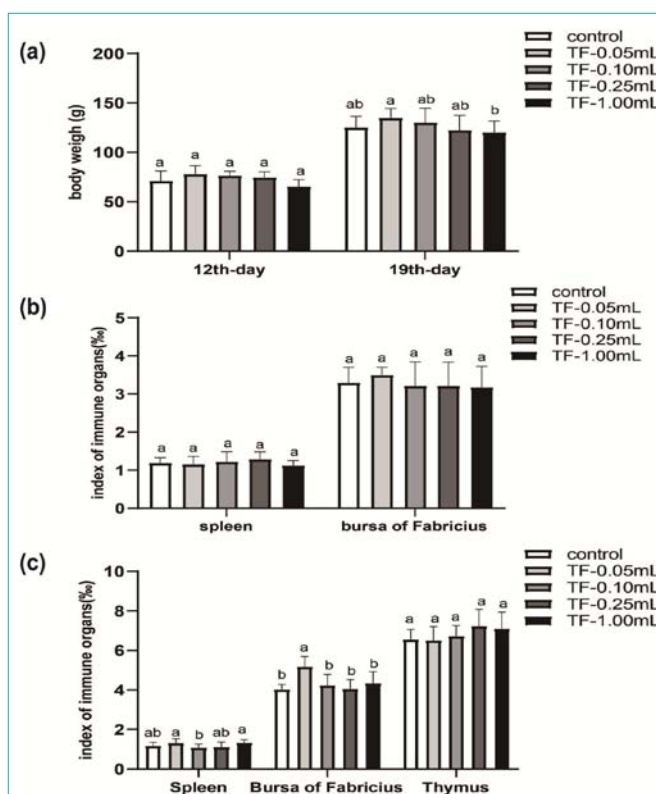 (a)
control
TF-0.05mL
TF-0.10mL
TF-0.25mL
TF-1.00mL
body weigh (g)
200
150
100
50
0
a a a a a
ab a ab ab b
12th-day 19th-day
(b)
control
TF-0.05mL
TF-0.10mL
TF-0.25mL
TF-1.00mL
index of immune organs(‰)
5
4
3
2
1
0
a a a a a
a a a a a
spleen bursa of Fabricius
(c)
control
TF-0.05mL
TF-0.10mL
TF-0.25mL
TF-1.00mL
index of immune organs(‰)
10
8
6
4
2
0
ab a b ab a
b a b b b
a a a a a
Spleen Bursa of Fabricius Thymus